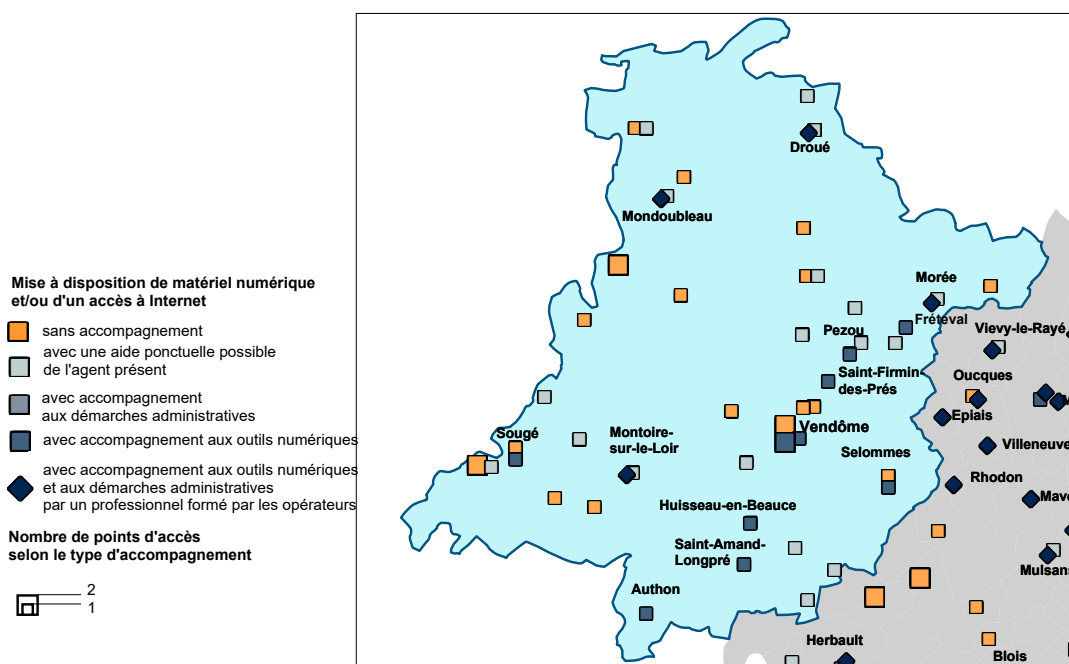 Mise à disposition de matériel numérique
et/ou d'un accès à Internet
sans accompagnement
avec une aide ponctuelle possible
de l'agent présent
avec accompagnement
aux démarches administratives
avec accompagnement aux outils numériques
avec accompagnement aux outils numériques
et aux démarches administratives
par un professionnel formé par les opérateurs
Nombre de points d'accès
selon le type d'accompagnement
2
1
Droué
Mondoubleau
Morée
Fréteval
Vievy-le-Rayé
Pezou
Saint-Firmin-
des-Prés
Oucques
Epiais
Vendôme
Villeneuve
Sougé
Montoire-
sur-le-Loir
Selommes
Rhodon
Huisseau-en-Beauce
Saint-Amand-
Longpré
Authon
Mulsans
Herbault
Blois